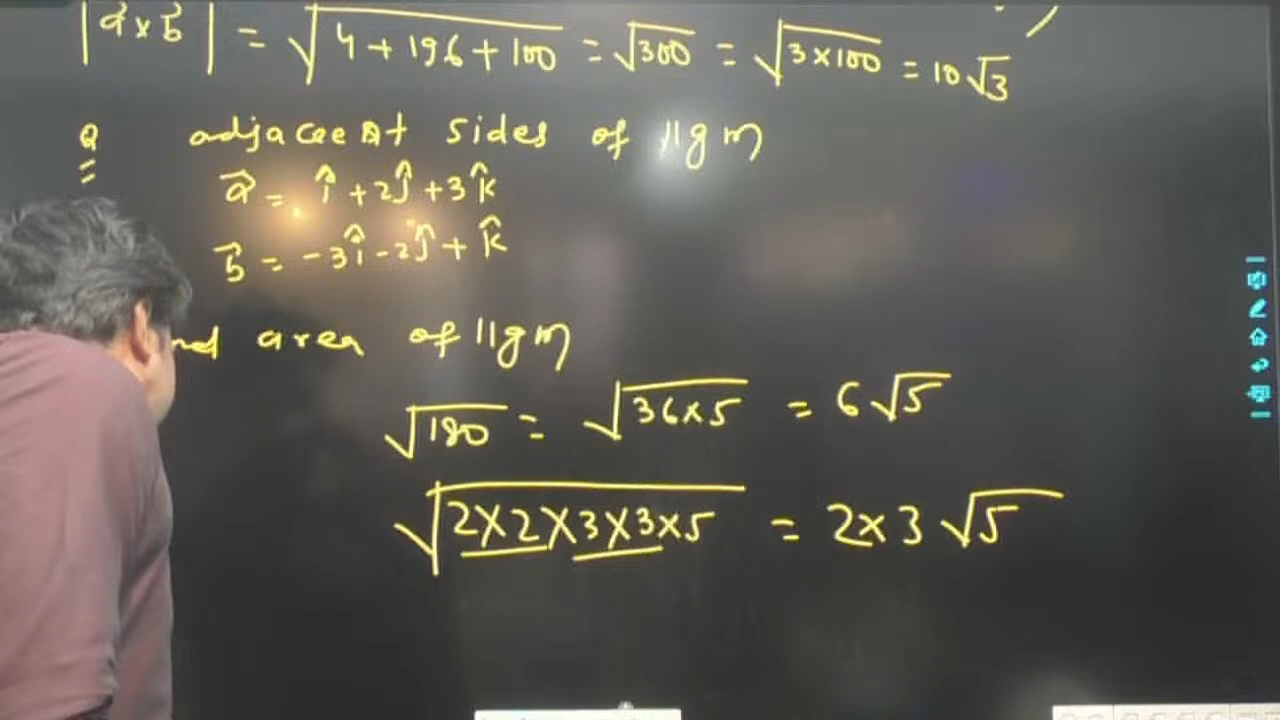 |a⃗ × b⃗| = √(4 + 196 + 100) = √300 = √(3×100) = 10√3
Q adjacent sides of ||gm
a⃗ = î + 2ĵ + 3k̂
b⃗ = -3î - 2ĵ + k̂
nd area of ||gm
√180 = √(36×5) = 6√5
√(2×2×3×3×5) = 2×3√5